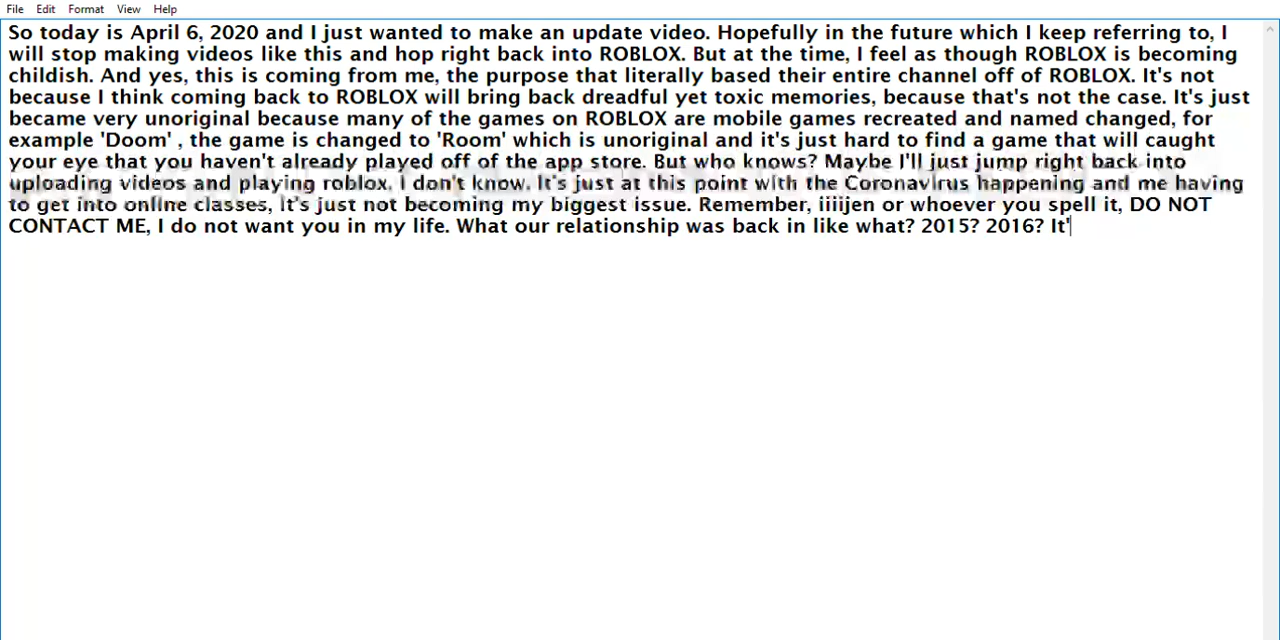 File Edit Format View Help
So today is April 6, 2020 and I just wanted to make an update video. Hopefully in the future which I keep referring to, I
will stop making videos like this and hop right back into ROBLOX. But at the time, I feel as though ROBLOX is becoming
childish. And yes, this is coming from me, the purpose that literally based their entire channel off of ROBLOX. It's not
because I think coming back to ROBLOX will bring back dreadful yet toxic memories, because that's not the case. It's just
became very unoriginal because many of the games on ROBLOX are mobile games recreated and named changed, for
example 'Doom' , the game is changed to 'Room' which is unoriginal and it's just hard to find a game that will caught
your eye that you haven't already played off of the app store. But who knows? Maybe I'll just jump right back into
uploading videos and playing roblox. I don't know. It's just at this point with the Coronavirus happening and me having
to get into online classes, it's just not becoming my biggest issue. Remember, iiiijen or whoever you spell it, DO NOT
CONTACT ME, I do not want you in my life. What our relationship was back in like what? 2015? 2016? It'